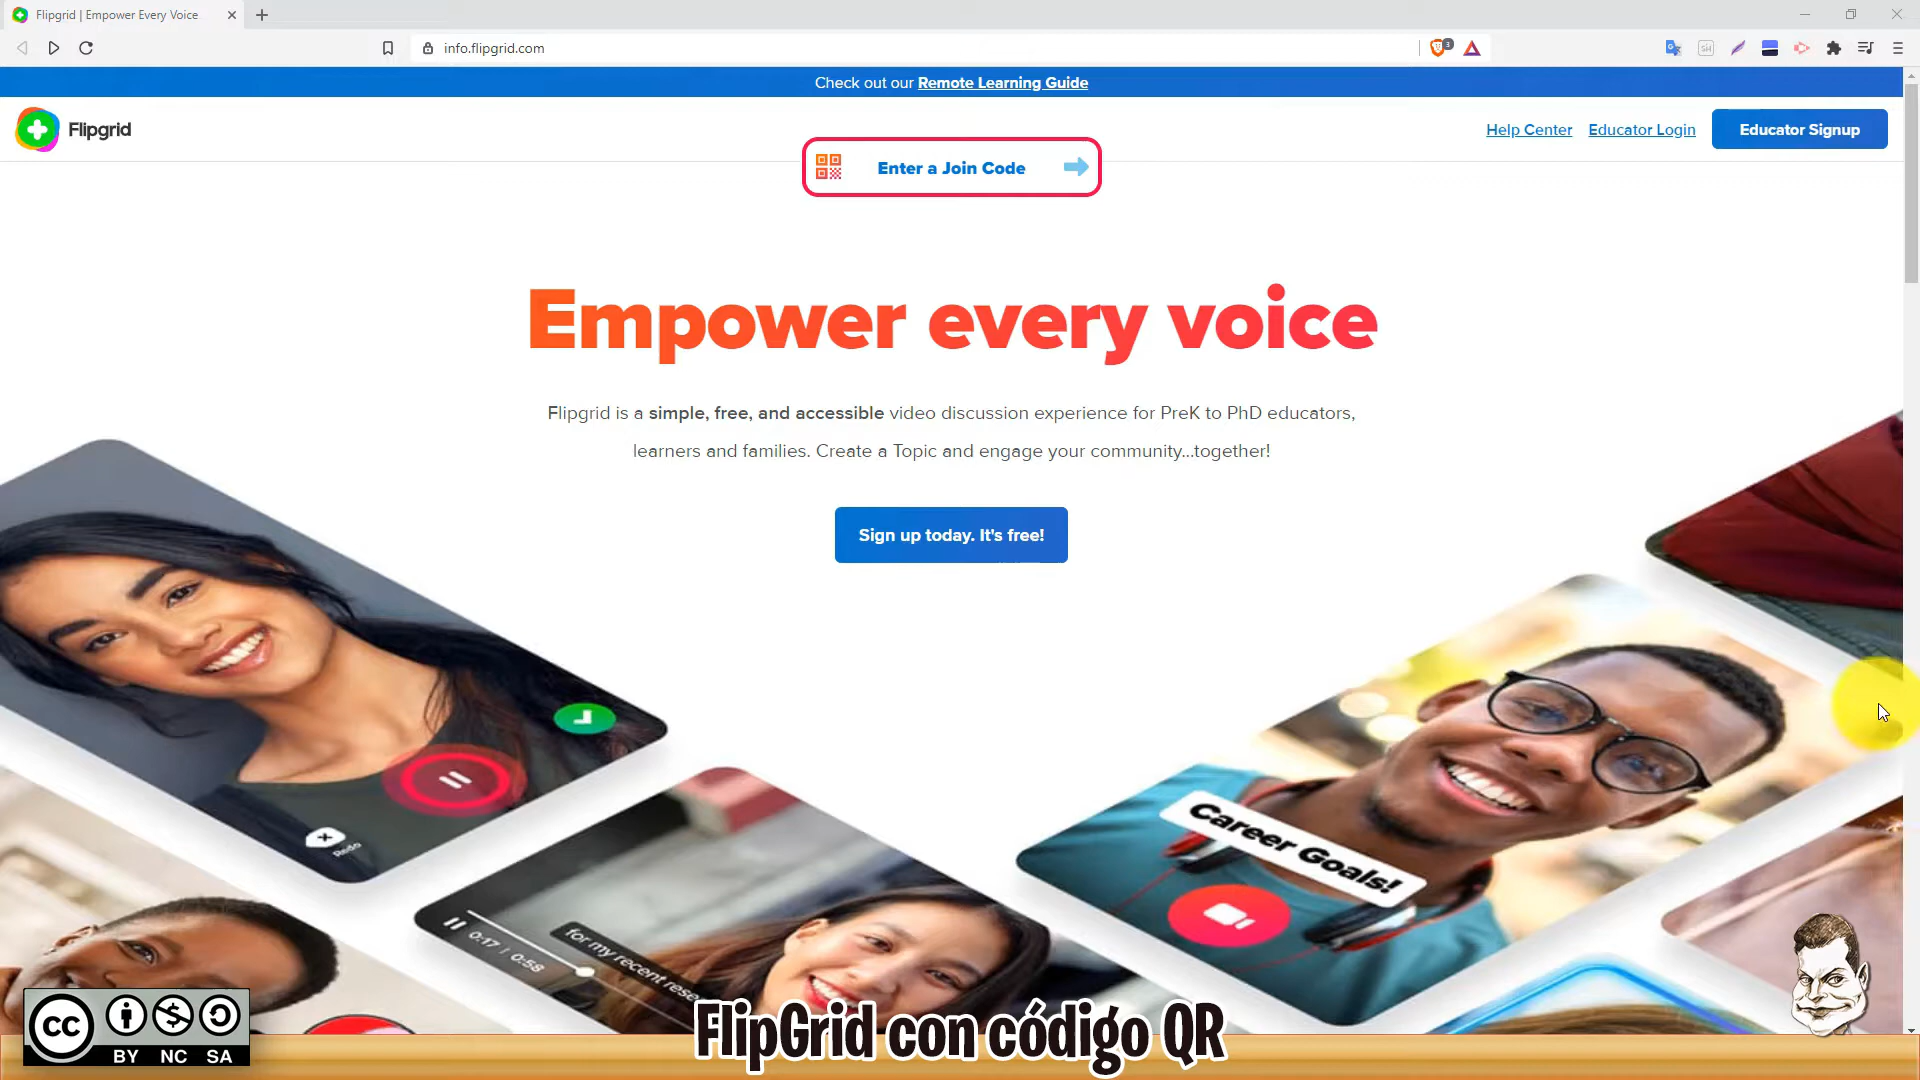 Flipgrid | Empower Every Voice
info.flipgrid.com
3
Check out our Remote Learning Guide
Flipgrid
Help Center
Educator Login
Educator Signup
Enter a Join Code
Empower every voice
Flipgrid is a simple, free, and accessible video discussion experience for PreK to PhD educators,
learners and families. Create a Topic and engage your community...together!
Sign up today. It's free!
Redo
Career Goals!
0:17 / 0:58
for my recent rese
FlipGrid con código QR
CC
BY NC SA